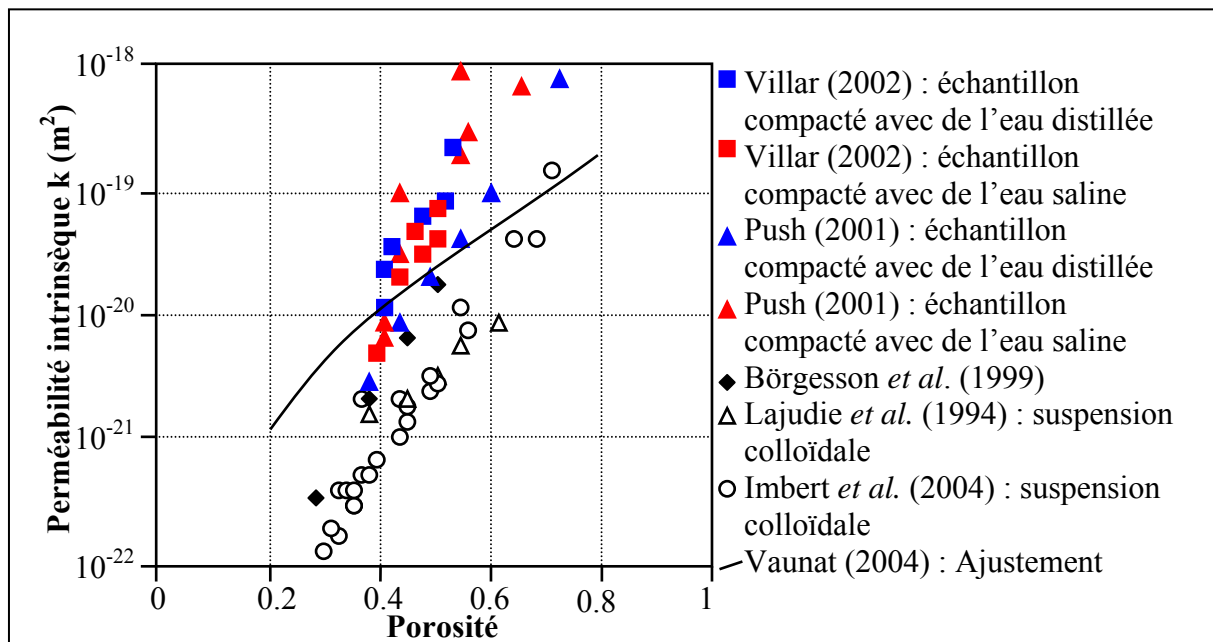 Perméabilité intrinsèque k (m²)
10⁻¹⁸
10⁻¹⁹
10⁻²⁰
10⁻²¹
10⁻²²
0
0.2
0.4
0.6
0.8
1
Porosité
Villar (2002) : échantillon
compacté avec de l’eau distillée
Villar (2002) : échantillon
compacté avec de l’eau saline
Push (2001) : échantillon
compacté avec de l’eau distillée
Push (2001) : échantillon
compacté avec de l’eau saline
Börgesson et al. (1999)
Lajudie et al. (1994) : suspension
colloïdale
Imbert et al. (2004) : suspension
colloïdale
Vaunat (2004) : Ajustement